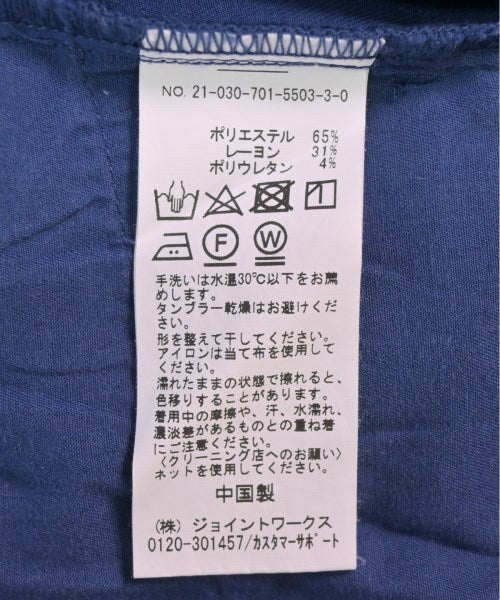 NO. 21-030-701-5503-3-0
ポリエステル 65%
レーヨン 31%
ポリウレタン 4%
F W
手洗いは水温30℃以下をお薦
めします。
タンブラー乾燥はお避けくだ
さい。
形を整えて干してください。
アイロンは当て布を使用して
ください。
濡れたままの状態で擦れると、
色移りすることがあります。
着用中の摩擦や、汗、水濡れ、
濃淡差があるものとの重ね着
にご注意ください。
〈クリーニング店へのお願い〉
ネットを使用してください。
中国製
(株) ジョイントワークス
0120-301457/カスタマーサポート